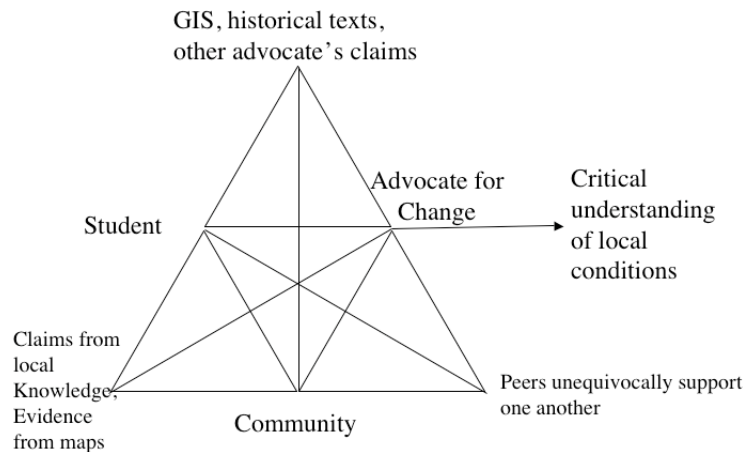 GIS, historical texts,
other advocate's claims
Advocate for
Change
Critical
understanding
of local
conditions
Student
Claims from
local
Knowledge,
Evidence
from maps
Community
Peers unequivocally support
one another